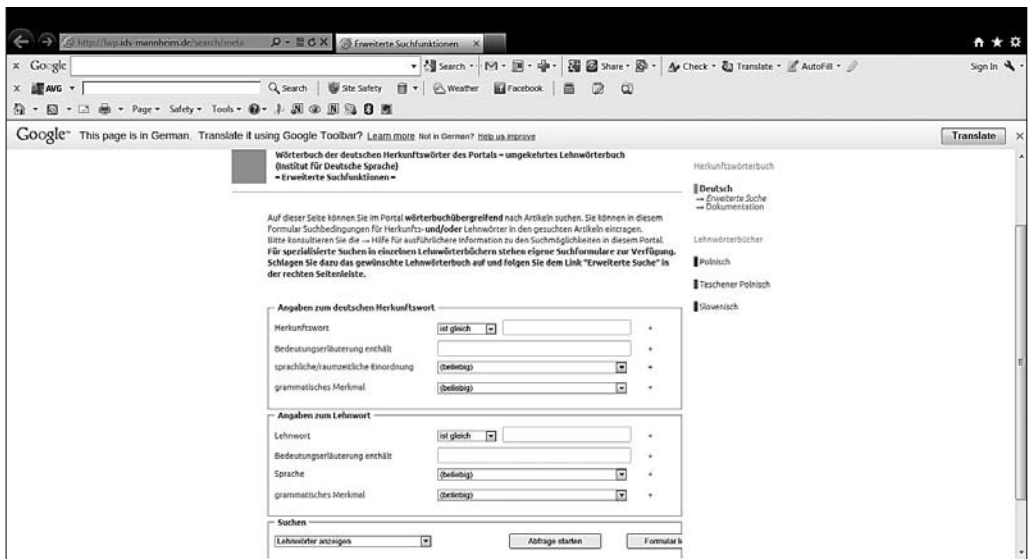 http://lwp.ids-mannheim.de/search/meta
Erweiterte Suchfunktionen
x Google Search Share Check Translate AutoFill Sign In
x AVG Search Site Safety Weather Facebook
Page Safety Tools
Google™ This page is in German. Translate it using Google Toolbar? Learn more Not in German? Help us improve Translate
Wörterbuch der deutschen Herkunftswörter des Portals – umgekehrtes Lehnwörterbuch
(Institut für Deutsche Sprache)
– Erweiterte Suchfunktionen –
Auf dieser Seite können Sie im Portal wörterbuchübergreifend nach Artikeln suchen. Sie können in diesem
Formular Suchbedingungen für Herkunfts- und/oder Lehnwörter in den gesuchten Artikeln eintragen.
Bitte konsultieren Sie die → Hilfe für ausführlichere Information zu den Suchmöglichkeiten in diesem Portal.
Für spezialisierte Suchen in einzelnen Lehnwörterbüchern stehen eigene Suchformulare zur Verfügung.
Schlagen Sie dazu das gewünschte Lehnwörterbuch auf und folgen Sie dem Link "Erweiterte Suche" in
der rechten Seitenleiste.
Angaben zum deutschen Herkunftswort
Herkunftswort ist gleich +
Bedeutungserläuterung enthält +
sprachliche/raumzeitliche Einordnung (beliebig) +
grammatisches Merkmal (beliebig) +
Angaben zum Lehnwort
Lehnwort ist gleich +
Bedeutungserläuterung enthält +
Sprache (beliebig) +
grammatisches Merkmal (beliebig) +
Suchen
Lehnwörter anzeigen Abfrage starten Formular
Herkunftswörterbuch
Deutsch
→ Erweiterte Suche
→ Dokumentation
Lehnwörterbücher
Polnisch
Teschener Polnisch
Slovenisch